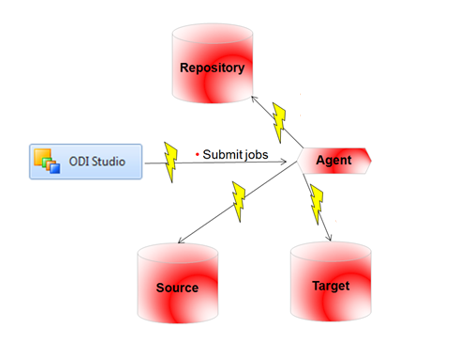 Repository
ODI Studio
• Submit jobs
Agent
Source
Target